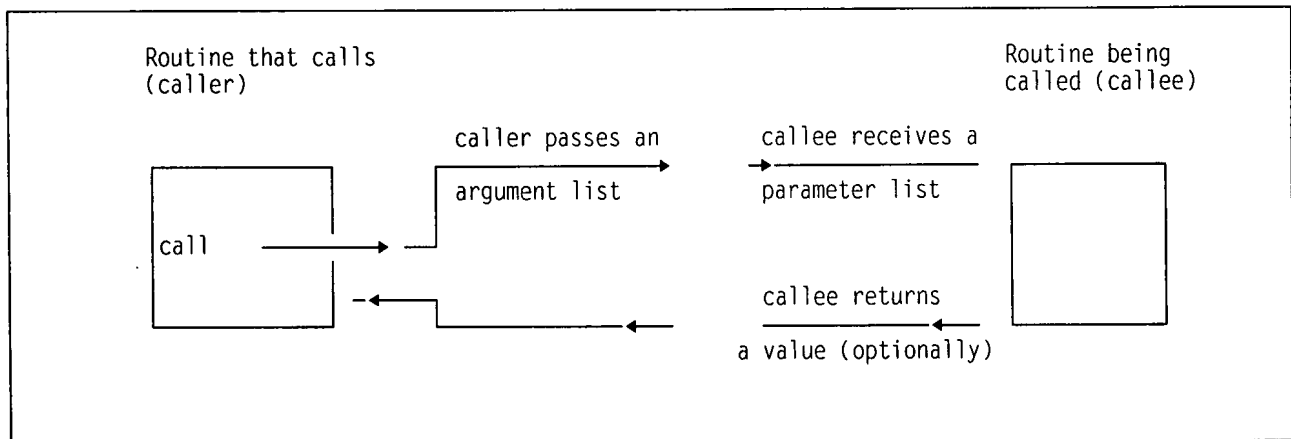 Routine that calls
(caller)
Routine being
called (callee)
caller passes an
argument list
callee receives a
parameter list
call
callee returns
a value (optionally)